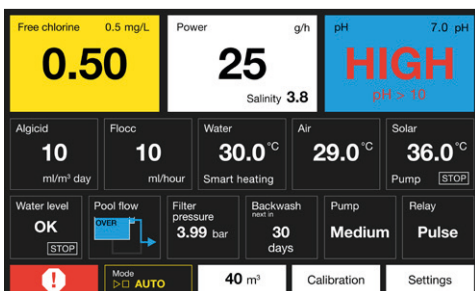 Free chlorine 0.5 mg/L
0.50
Power g/h
25
Salinity 3.8
pH 7.0 pH
HIGH
pH > 10
Algicid
10
ml/m³ day
Flocc
10
ml/hour
Water
30.0°C
Smart heating
Air
29.0°C
Solar
36.0°C
Pump STOP
Water level
OK
STOP
Pool flow
OVER
Filter
pressure
3.99 bar
Backwash
next in
30
days
Pump
Medium
Relay
Pulse
!
Mode
AUTO
40 m³
Calibration
Settings